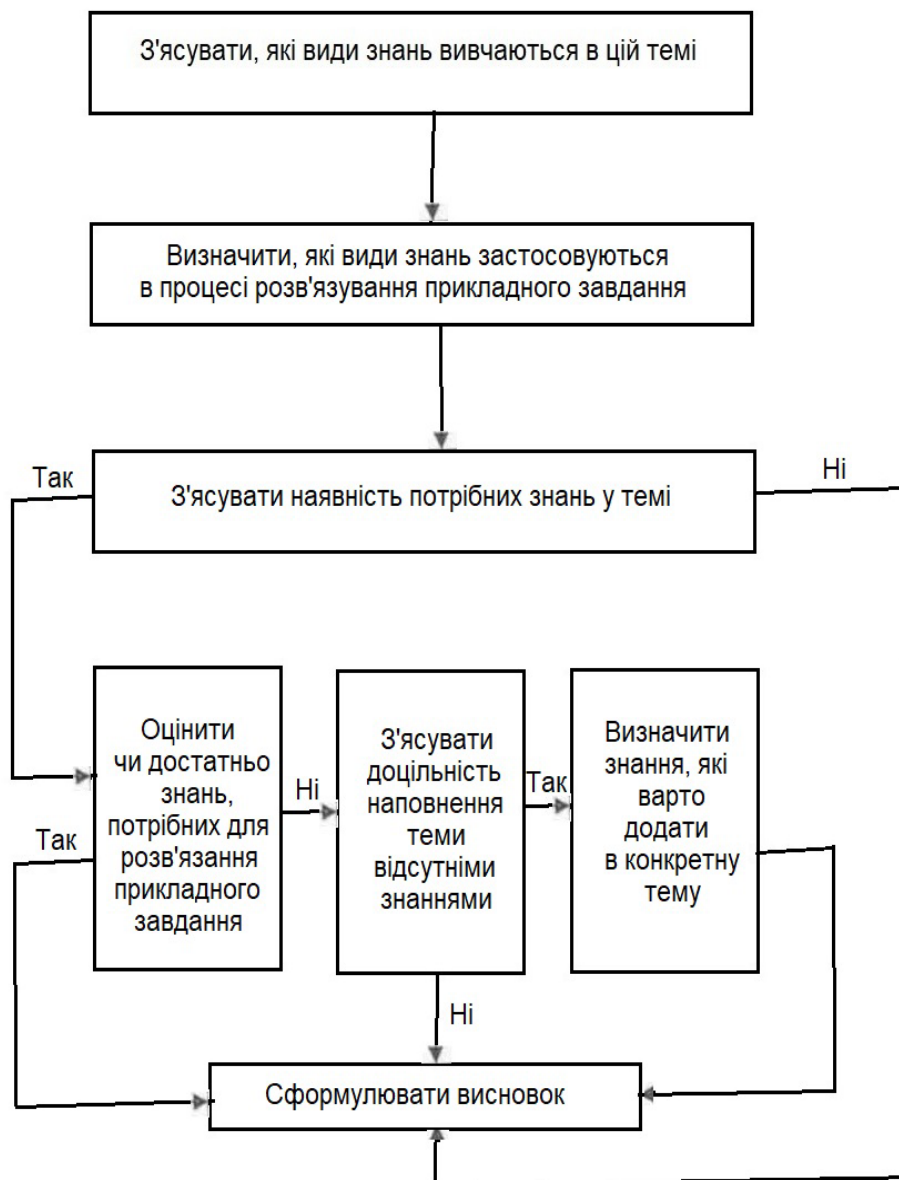 З'ясувати, які види знань вивчаються в цій темі
Визначити, які види знань застосовуються
в процесі розв'язування прикладного завдання
Так
Ні
З'ясувати наявність потрібних знань у темі
Оцінити
чи достатньо
знань,
потрібних для
розв'язання
прикладного
завдання
Ні
Так
З'ясувати
доцільність
наповнення
теми
відсутніми
знаннями
Так
Ні
Визначити
знання, які
варто
додати
в конкретну
тему
Сформулювати висновок